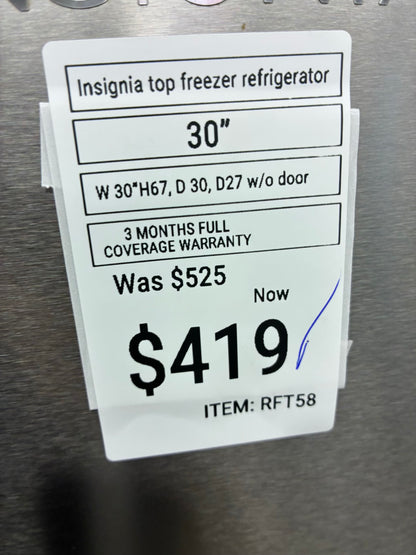 Insignia top freezer refrigerator
30"
W 30"H67, D 30, D27 w/o door
3 MONTHS FULL
COVERAGE WARRANTY
Was $525
Now
$419
ITEM: RFT58